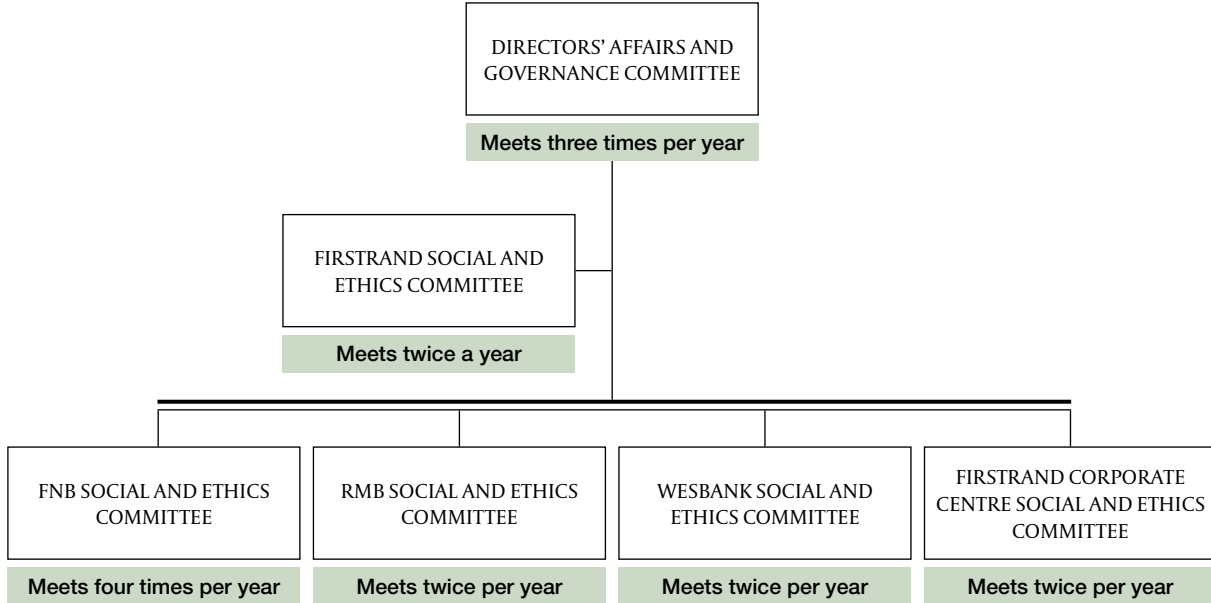 DIRECTORS’ AFFAIRS AND
GOVERNANCE COMMITTEE
Meets three times per year
FIRSTRAND SOCIAL AND
ETHICS COMMITTEE
Meets twice a year
FNB SOCIAL AND ETHICS
COMMITTEE
Meets four times per year
RMB SOCIAL AND ETHICS
COMMITTEE
Meets twice per year
WESBANK SOCIAL AND
ETHICS COMMITTEE
Meets twice per year
FIRSTRAND CORPORATE
CENTRE SOCIAL AND ETHICS
COMMITTEE
Meets twice per year